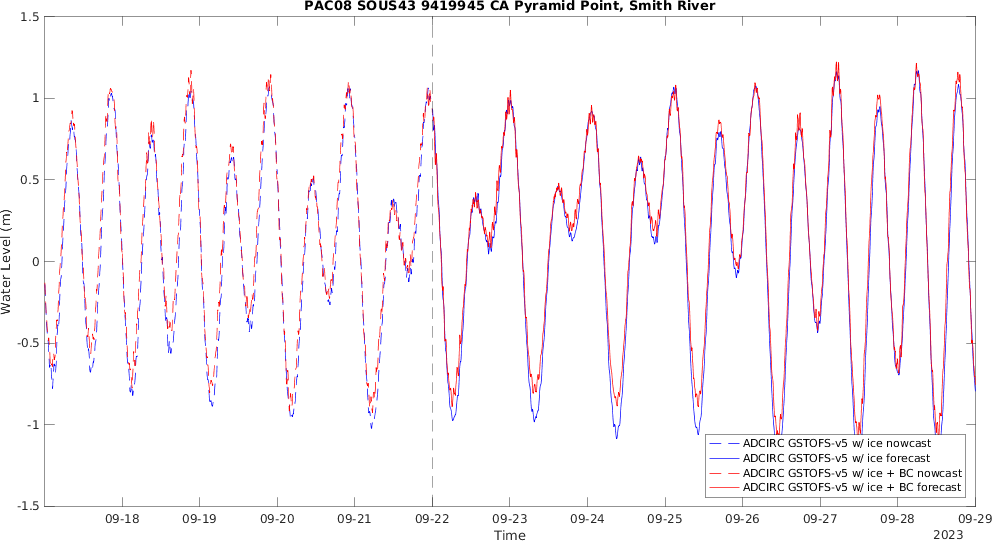 PAC08 SOUS43 9419945 CA Pyramid Point, Smith River
1.5
1
0.5
0
-0.5
-1
-1.5
Water Level (m)
09-18 09-19 09-20 09-21 09-22 09-23 09-24 09-25 09-26 09-27 09-28 09-29
Time
2023
ADCIRC GSTOFS-v5 w/ ice nowcast
ADCIRC GSTOFS-v5 w/ ice forecast
ADCIRC GSTOFS-v5 w/ ice + BC nowcast
ADCIRC GSTOFS-v5 w/ ice + BC forecast